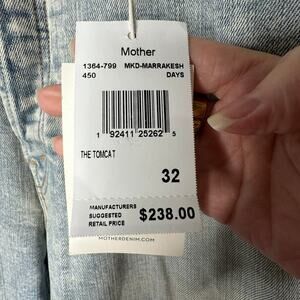 Mother
1364-799 MKD-MARRAKESH
450 DAYS
1 92411 25262 5
THE TOMCAT
32
MANUFACTURERS
SUGGESTED
RETAIL PRICE
$238.00
MOTHERDENIM.COM